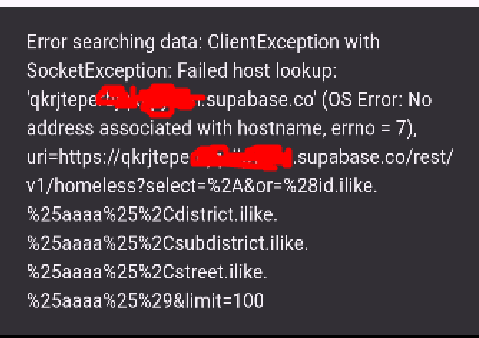 Error searching data: ClientException with
SocketException: Failed host lookup:
'qkrjtepe .supabase.co' (OS Error: No
address associated with hostname, errno = 7),
uri=https://qkrjtepe .supabase.co/rest/
v1/homeless?select=%2A&or=%28id.ilike.
%25aaaa%25%2Cdistrict.ilike.
%25aaaa%25%2Csubdistrict.ilike.
%25aaaa%25%2Cstreet.ilike.
%25aaaa%25%29&limit=100